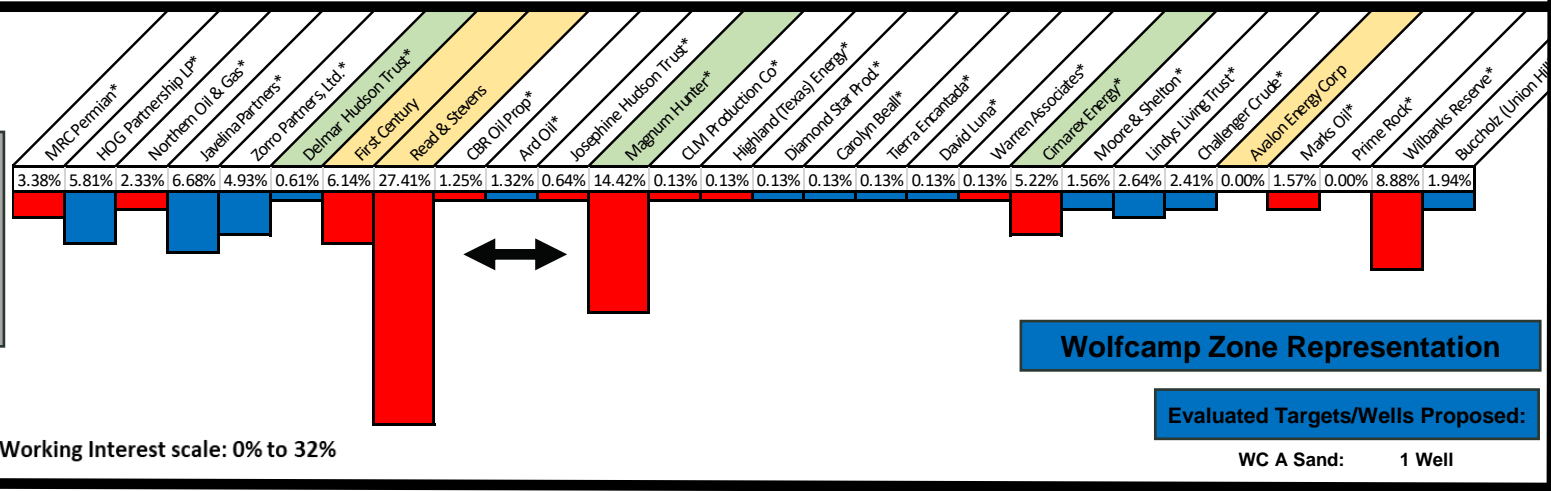 MRC Permian*
HOG Partnership LP*
Northern Oil & Gas*
Javelina Partners*
Zorro Partners, Ltd.*
Delmar Hudson Trust*
First Century
Read & Stevens
CBR Oil Prop*
Ard Oil*
Josephine Hudson Trust*
Magnum Hunter*
CLM Production Co*
Highland (Texas) Energy*
Diamond Star Prod.*
Carolyn Beall*
Tierra Encantada*
David Luna*
Warren Associates*
Cimarex Energy*
Moore & Shelton*
Lindys Living Trust*
Challenger Crude*
Avalon Energy Corp
Marks Oil*
Prime Rock*
Wilbanks Reserve*
Buccholz (Union Hill
3.38% 5.81% 2.33% 6.68% 4.93% 0.61% 6.14% 27.41% 1.25% 1.32% 0.64% 14.42% 0.13% 0.13% 0.13% 0.13% 0.13% 0.13% 0.13% 5.22% 1.56% 2.64% 2.41% 0.00% 1.57% 0.00% 8.88% 1.94%
Wolfcamp Zone Representation
Evaluated Targets/Wells Proposed:
Working Interest scale: 0% to 32%
WC A Sand: 1 Well